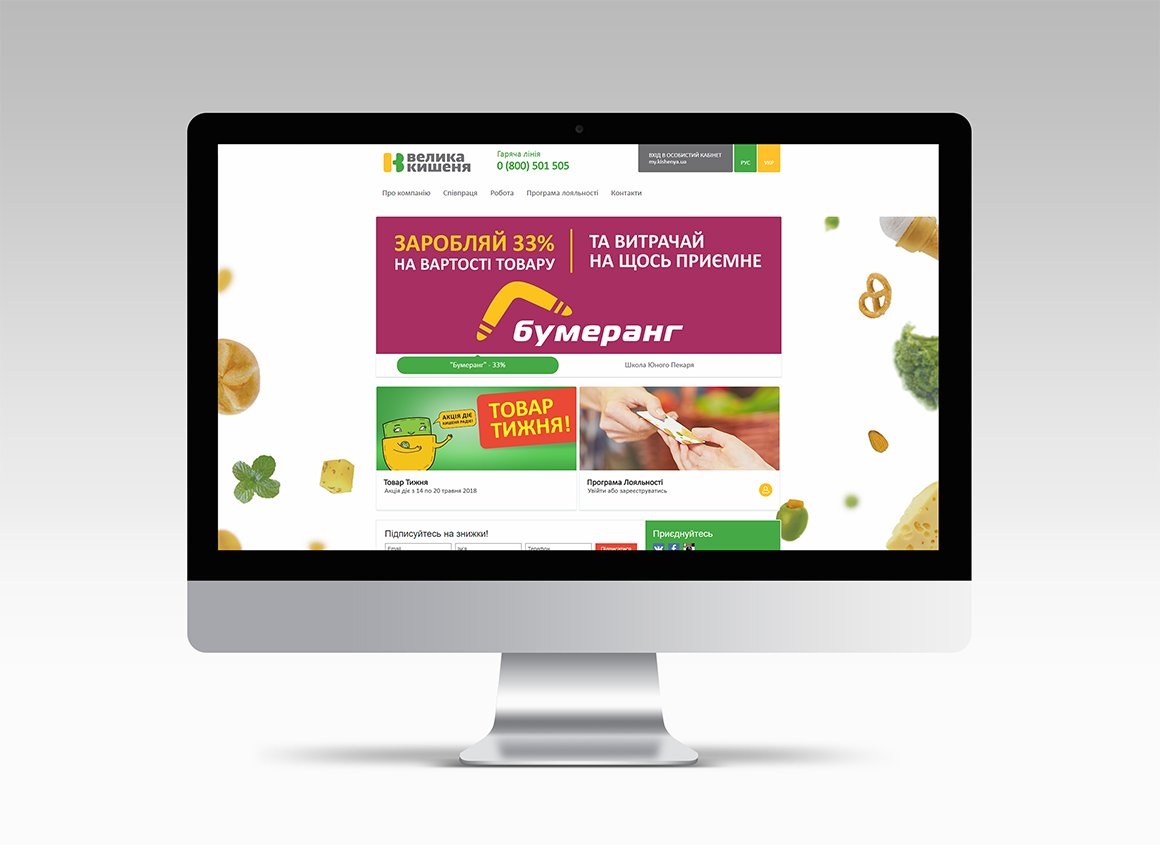 велика
кишеня
Гаряча лінія
0 (800) 501 505
ВХІД В ОСОБИСТИЙ КАБІНЕТ
my.kishenya.ua
РУС
УКР
Про компанію Співпраця Робота Програма лояльності Контакти
ЗАРОБЛЯЙ 33%
НА ВАРТОСТІ ТОВАРУ
ТА ВИТРАЧАЙ
НА ЩОСЬ ПРИЄМНЕ
бумеранг
"Бумеранг" - 33%
Школа Юного Пекаря
АКЦІЯ ДІЄ
КИШЕНЯ РАДІЄ!
ТОВАР
ТИЖНЯ!
Товар Тижня
Акція діє з 14 по 20 травня 2018
Програма Лояльності
Увійти або зареєструватись
Підписуйтесь на знижки!
Email
Ім'я
Телефон
Підписатися
Приєднуйтесь